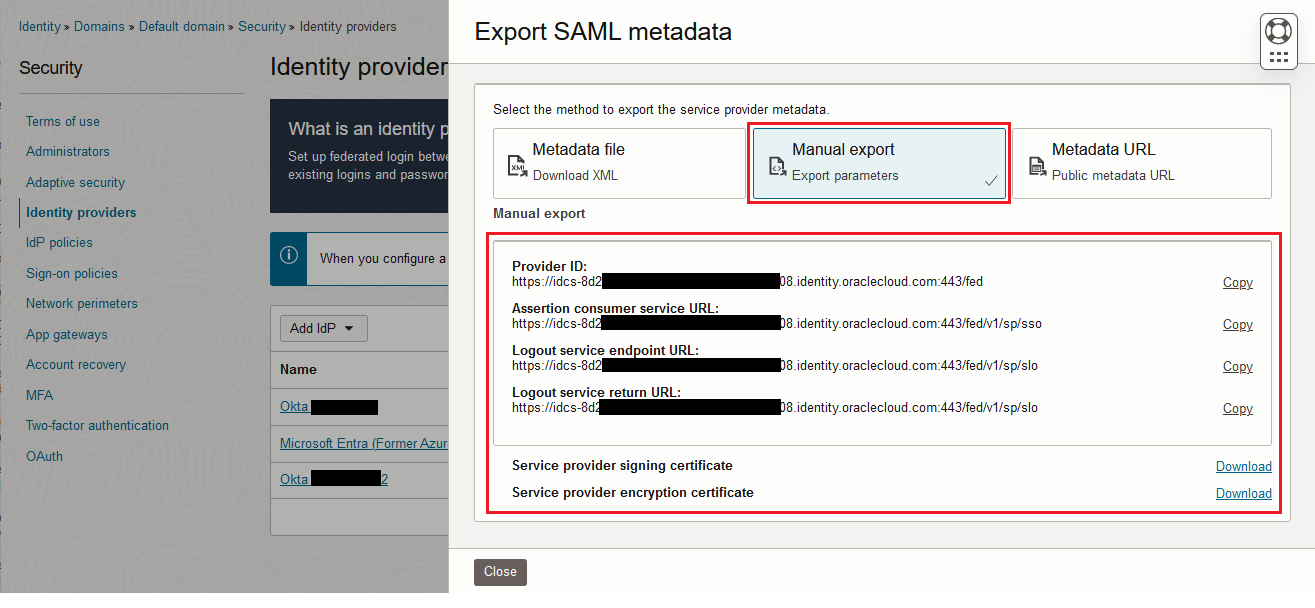 Identity » Domains » Default domain » Security » Identity providers
Security
Terms of use
Administrators
Adaptive security
Identity providers
IdP policies
Sign-on policies
Network perimeters
App gateways
Account recovery
MFA
Two-factor authentication
OAuth
Identity provider
What is an identity p
Set up federated login betwe
existing logins and passwor
When you configure a
Add IdP
Name
Okta
Microsoft Entra (Former Azur
Okta 2
Export SAML metadata
Select the method to export the service provider metadata.
Metadata file
XML
Download XML
Manual export
Export parameters
Metadata URL
Public metadata URL
Manual export
Provider ID:
https://idcs-8d2 08.identity.oraclecloud.com:443/fed Copy
Assertion consumer service URL:
https://idcs-8d2 08.identity.oraclecloud.com:443/fed/v1/sp/sso Copy
Logout service endpoint URL:
https://idcs-8d2 08.identity.oraclecloud.com:443/fed/v1/sp/slo Copy
Logout service return URL:
https://idcs-8d2 08.identity.oraclecloud.com:443/fed/v1/sp/slo Copy
Service provider signing certificate Download
Service provider encryption certificate Download
Close